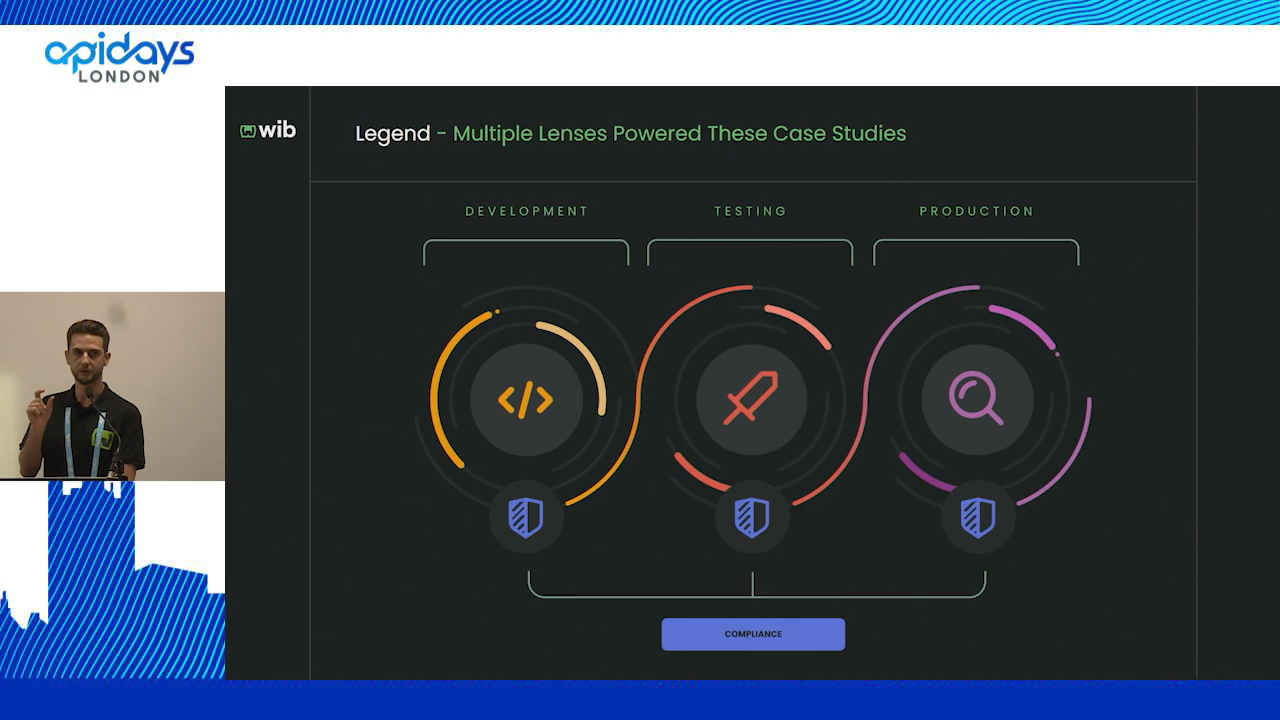 apidays
LONDON
wib
Legend - Multiple Lenses Powered These Case Studies
DEVELOPMENT
TESTING
PRODUCTION
COMPLIANCE